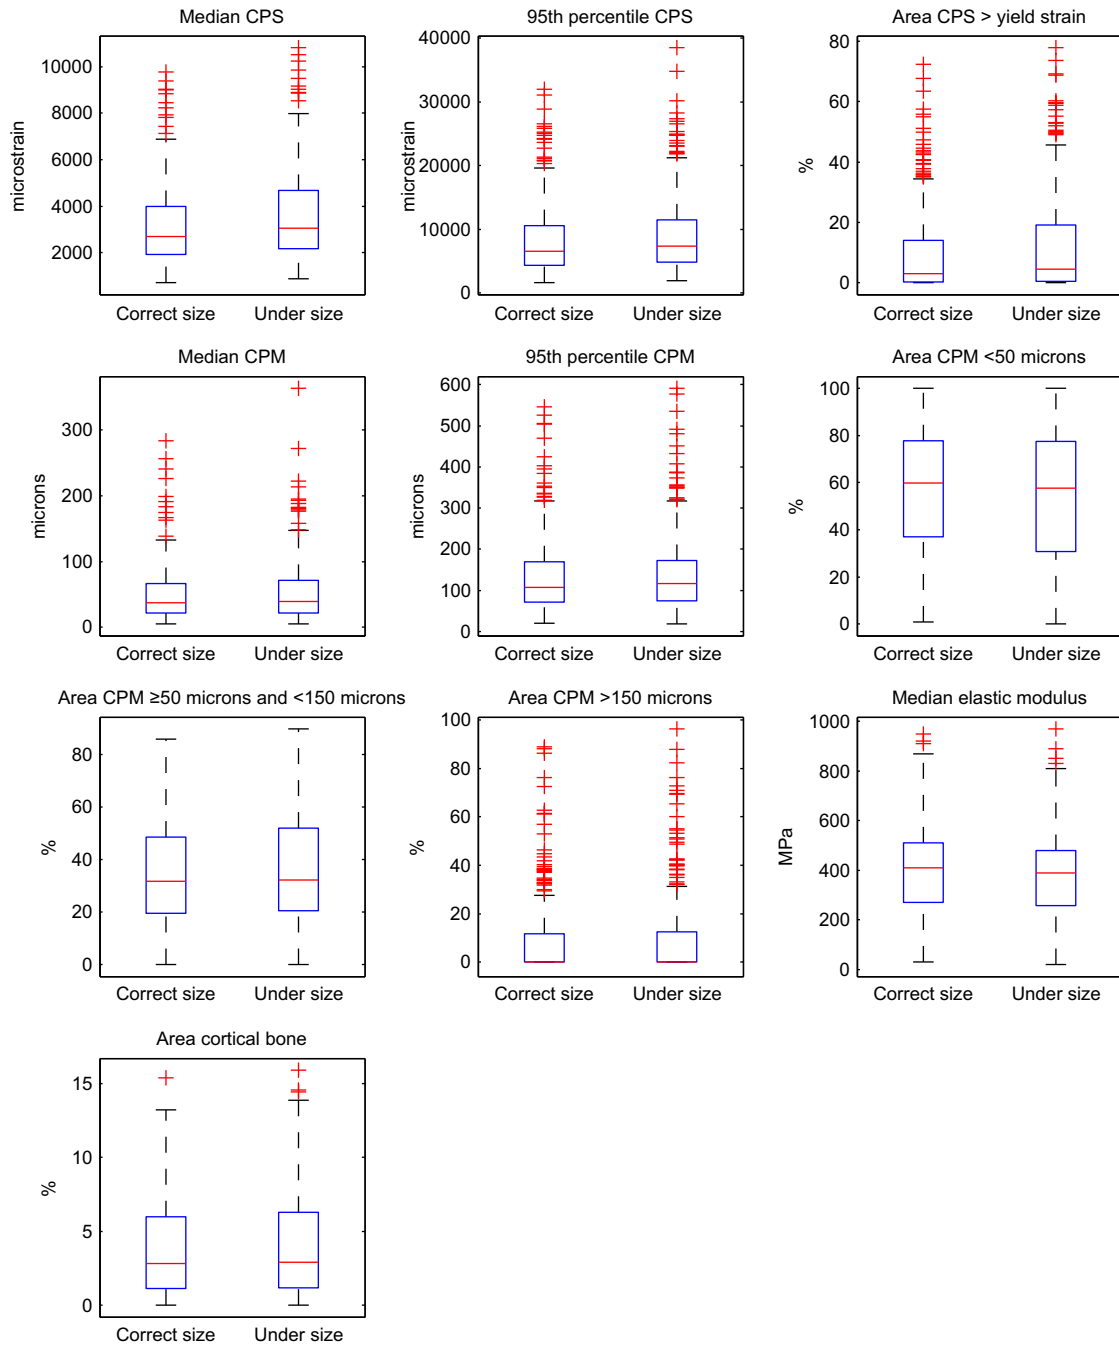 Median CPS
10000
8000
6000
4000
2000
microstrain
Correct size
Under size
95th percentile CPS
40000
30000
20000
10000
0
microstrain
Correct size
Under size
Area CPS > yield strain
80
60
40
20
0
%
Correct size
Under size
Median CPM
300
200
100
0
microns
Correct size
Under size
95th percentile CPM
600
500
400
300
200
100
0
microns
Correct size
Under size
Area CPM <50 microns
100
80
60
40
20
0
%
Correct size
Under size
Area CPM ≥50 microns and <150 microns
80
60
40
20
0
%
Correct size
Under size
Area CPM >150 microns
100
80
60
40
20
0
%
Correct size
Under size
Median elastic modulus
1000
800
600
400
200
0
MPa
Correct size
Under size
Area cortical bone
15
10
5
0
%
Correct size
Under size